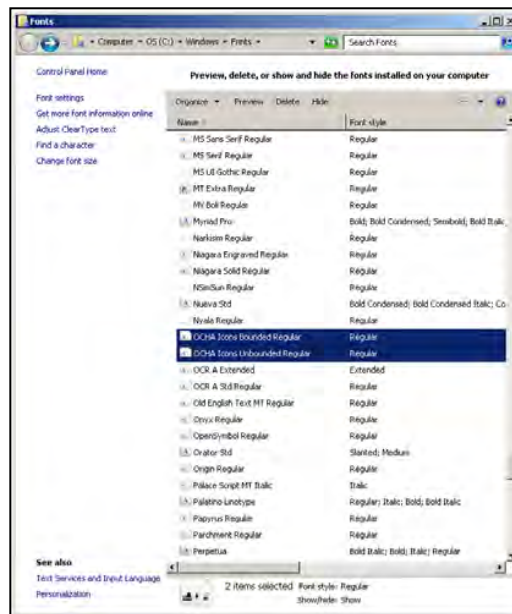 Fonts
Computer OS (C:) Windows Fonts Search Fonts
Control Panel Home
Font settings
Get more font information online
Adjust ClearType text
Find a character
Change font size
See also
Text Services and Input Language
Personalization
Preview, delete, or show and hide the fonts installed on your computer
Organize Preview Delete Hide
Name Font style
MS Sans Serif Regular Regular
MS Serif Regular Regular
MS UI Gothic Regular Regular
MT Extra Regular Regular
MV Boli Regular Regular
Myriad Pro Bold; Bold Condensed; Semibold; Bold Italic,
Narkisim Regular Regular
Niagara Engraved Regular Regular
Niagara Solid Regular Regular
NSimSun Regular Regular
Nueva Std Bold Condensed; Bold Condensed Italic; Co
Nyala Regular Regular
OCHA Icons Bounded Regular Regular
OCHA Icons Unbounded Regular Regular
OCR A Extended Extended
OCR A Std Regular Regular
Old English Text MT Regular Regular
Onyx Regular Regular
OpenSymbol Regular Regular
Orator Std Slanted; Medium
Origin Regular Regular
Palace Script MT Italic Italic
Palatino Linotype Regular; Italic; Bold; Bold Italic
Papyrus Regular Regular
Parchment Regular Regular
Perpetua Bold Italic; Bold; Italic; Regular
2 items selected Font style: Regular
Show/hide: Show